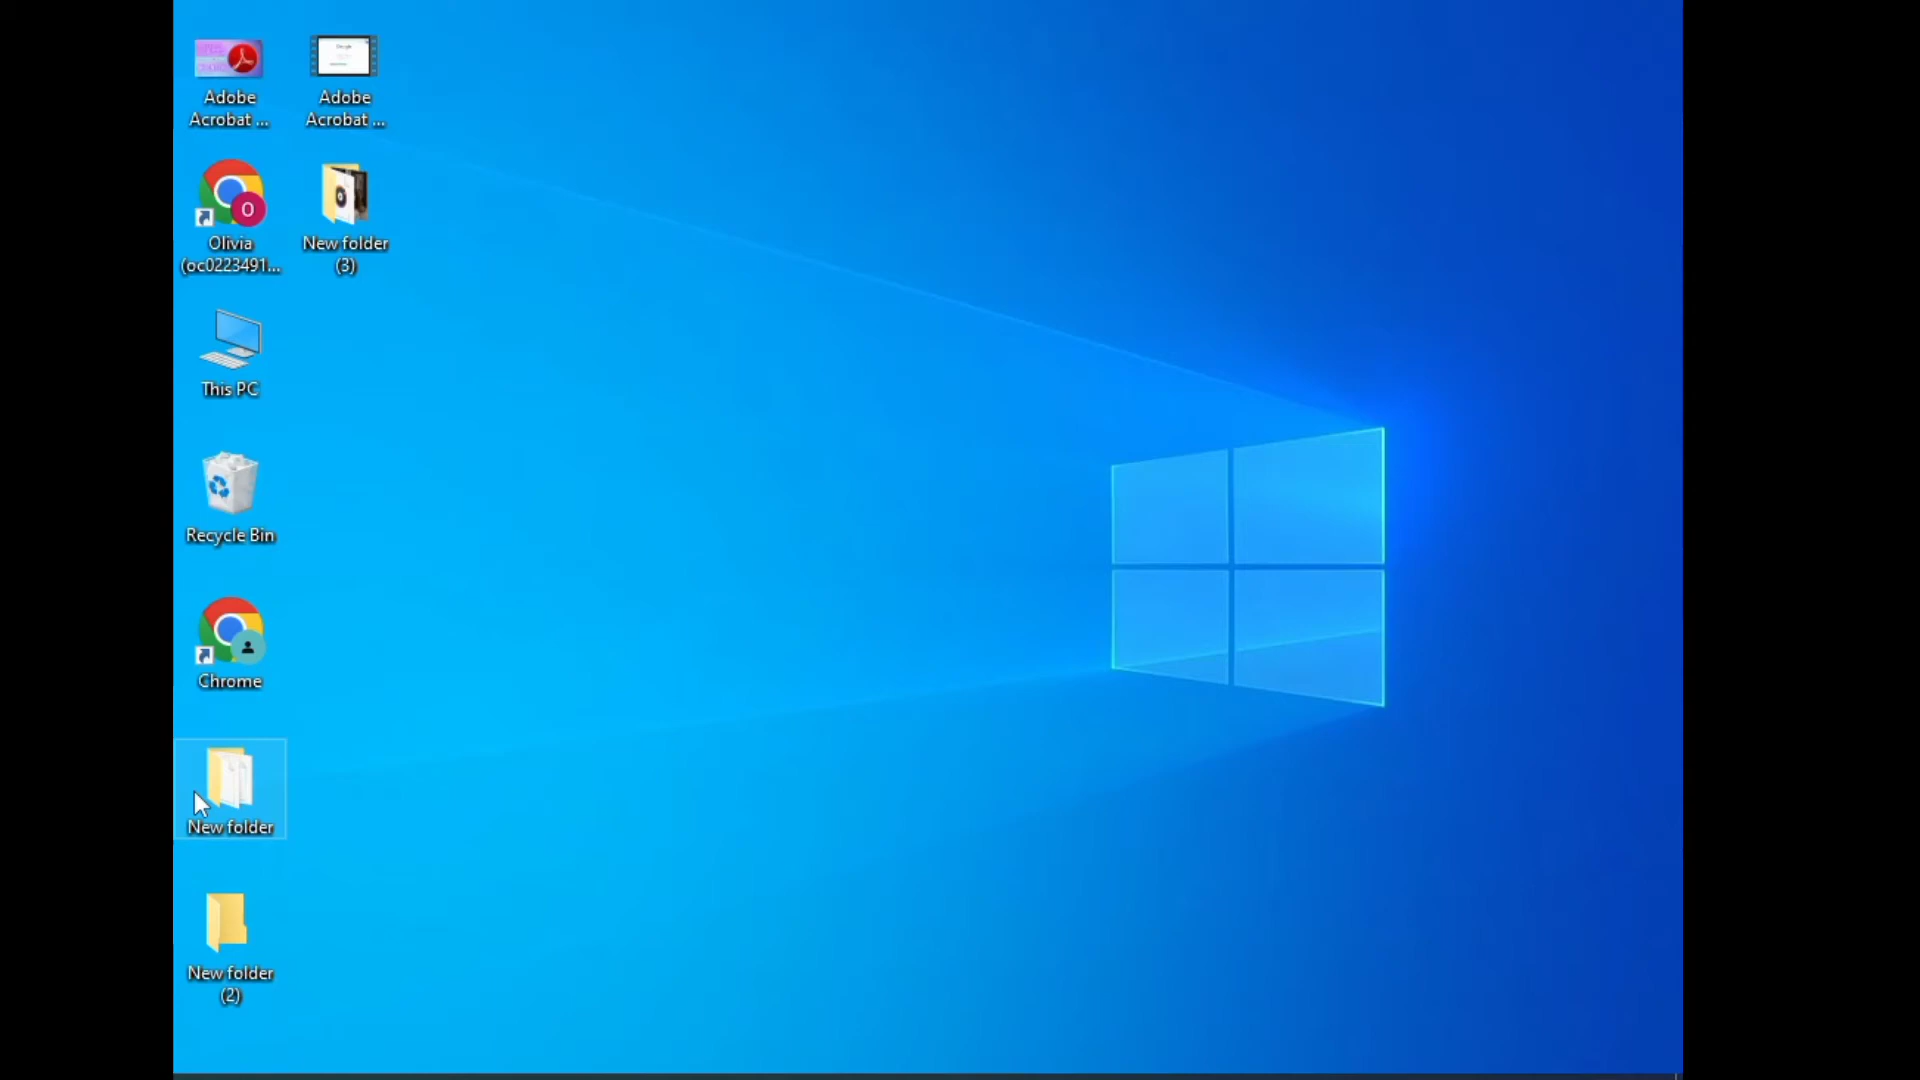 Adobe
Acrobat ...
Adobe
Acrobat ...
O
Olivia
(oc0223491...
New folder
(3)
This PC
Recycle Bin
Chrome
New folder
New folder
(2)